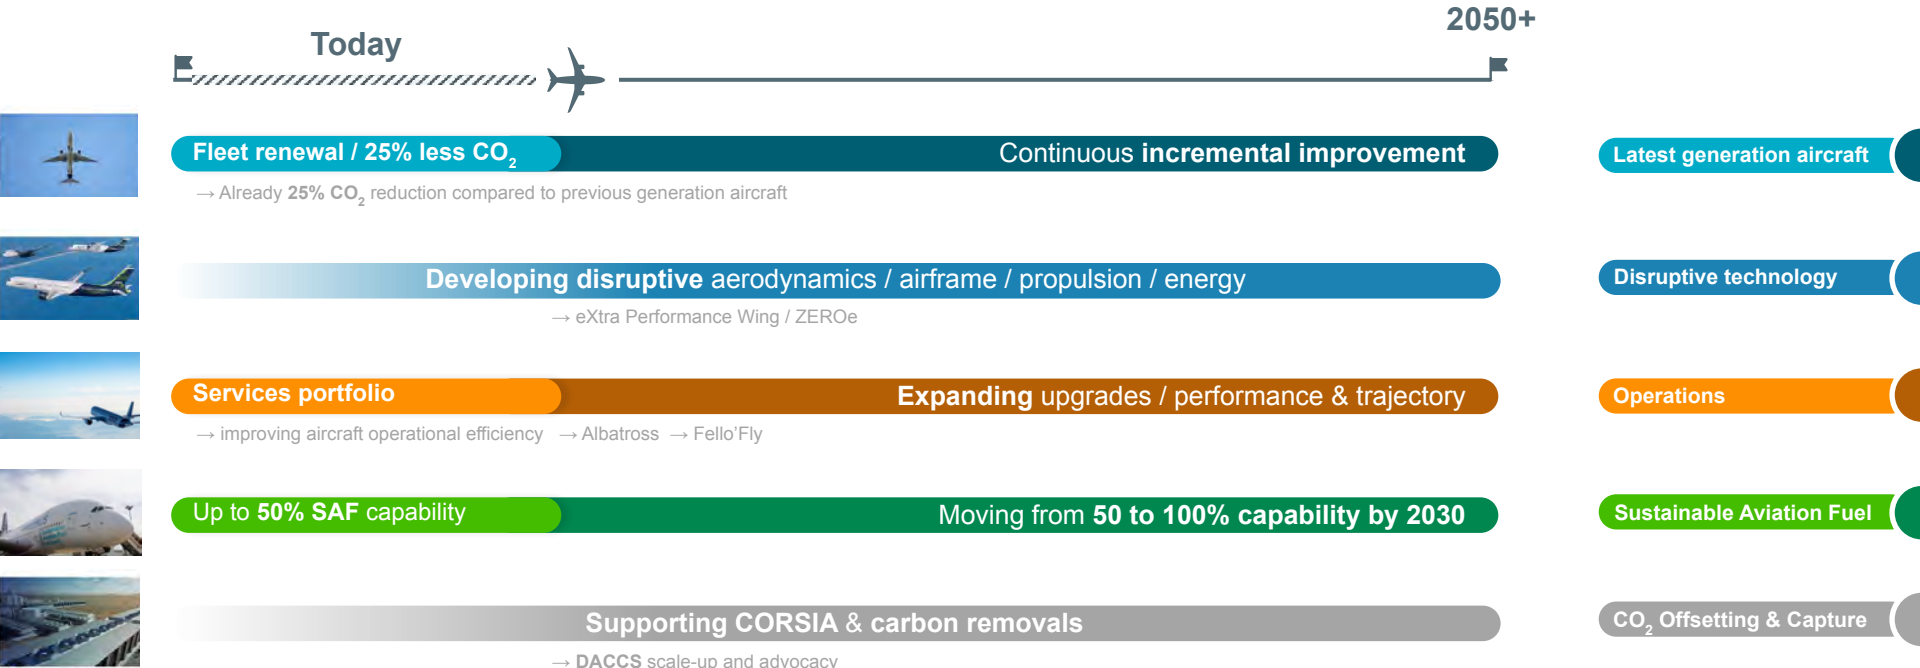 2050+
Today
Fleet renewal / 25% less CO₂
Continuous incremental improvement
Latest generation aircraft
→ Already 25% CO₂ reduction compared to previous generation aircraft
Developing disruptive aerodynamics / airframe / propulsion / energy
Disruptive technology
→ eXtra Performance Wing / ZEROe
Services portfolio
Expanding upgrades / performance & trajectory
Operations
→ improving aircraft operational efficiency → Albatross → Fello'Fly
Up to 50% SAF capability
Moving from 50 to 100% capability by 2030
Sustainable Aviation Fuel
Supporting CORSIA & carbon removals
CO₂ Offsetting & Capture
→ DACCS scale-up and advocacy